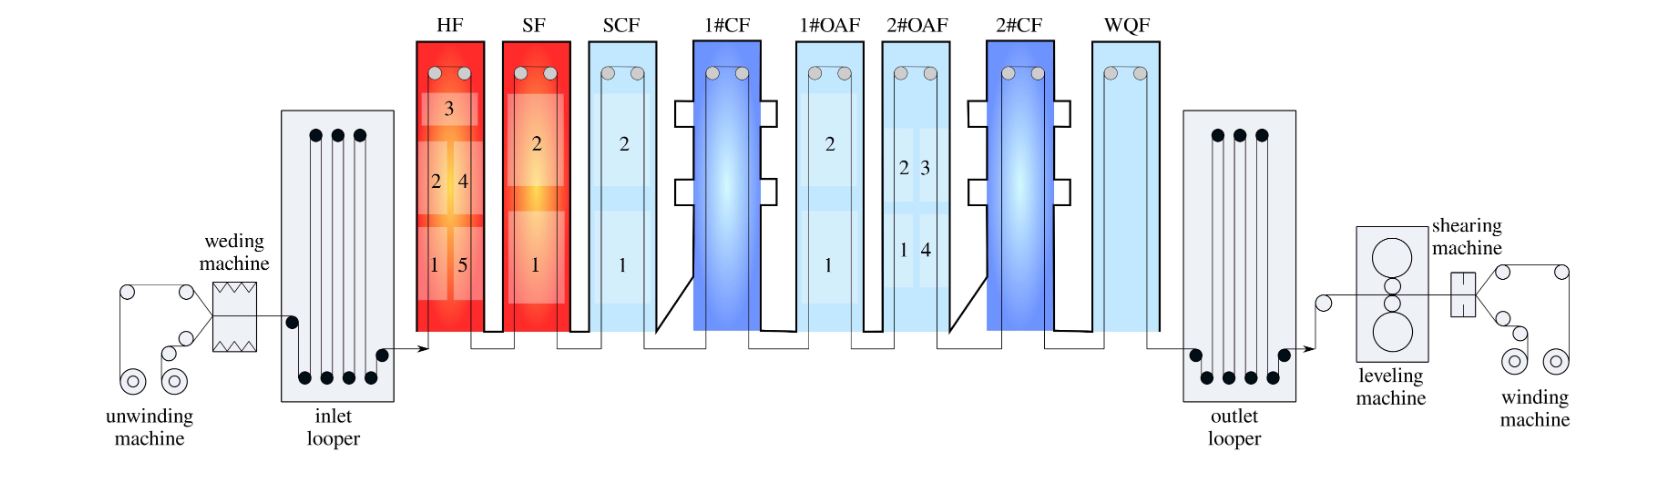 HF
SF
SCF
1#CF
1#OAF
2#OAF
2#CF
WQF
3
2
4
1
5
2
1
2
1
2
1
2
3
1
4
unwinding
machine
weding
machine
inlet
looper
outlet
looper
leveling
machine
shearing
machine
winding
machine